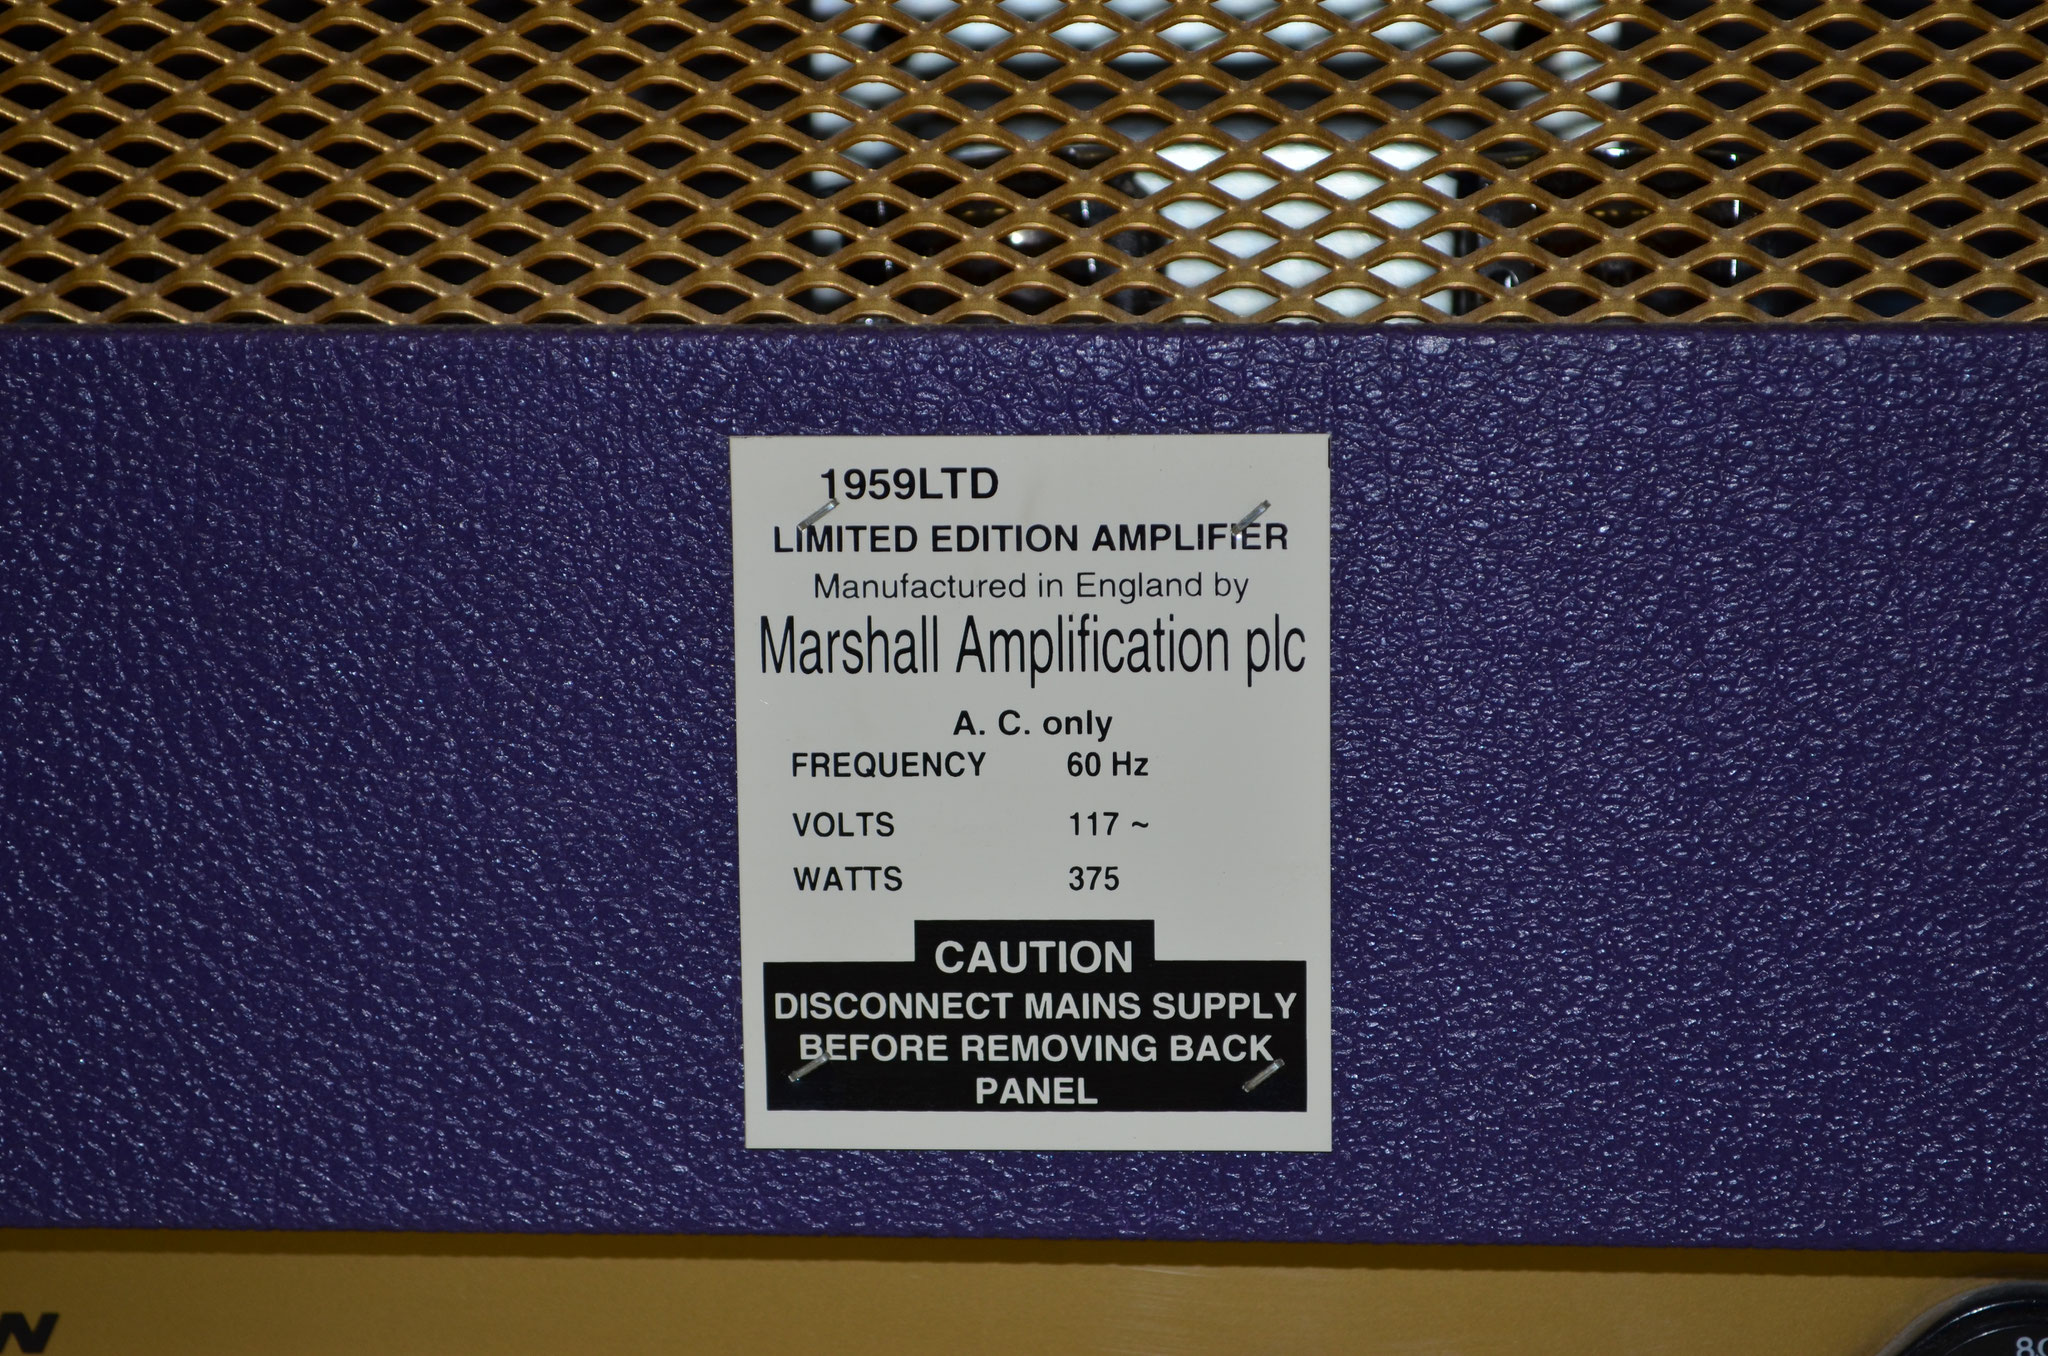 1959LTD
LIMITED EDITION AMPLIFIER
Manufactured in England by
Marshall Amplification plc
A. C. only
FREQUENCY 60 Hz
VOLTS 117 ~
WATTS 375
CAUTION
DISCONNECT MAINS SUPPLY
BEFORE REMOVING BACK
PANEL